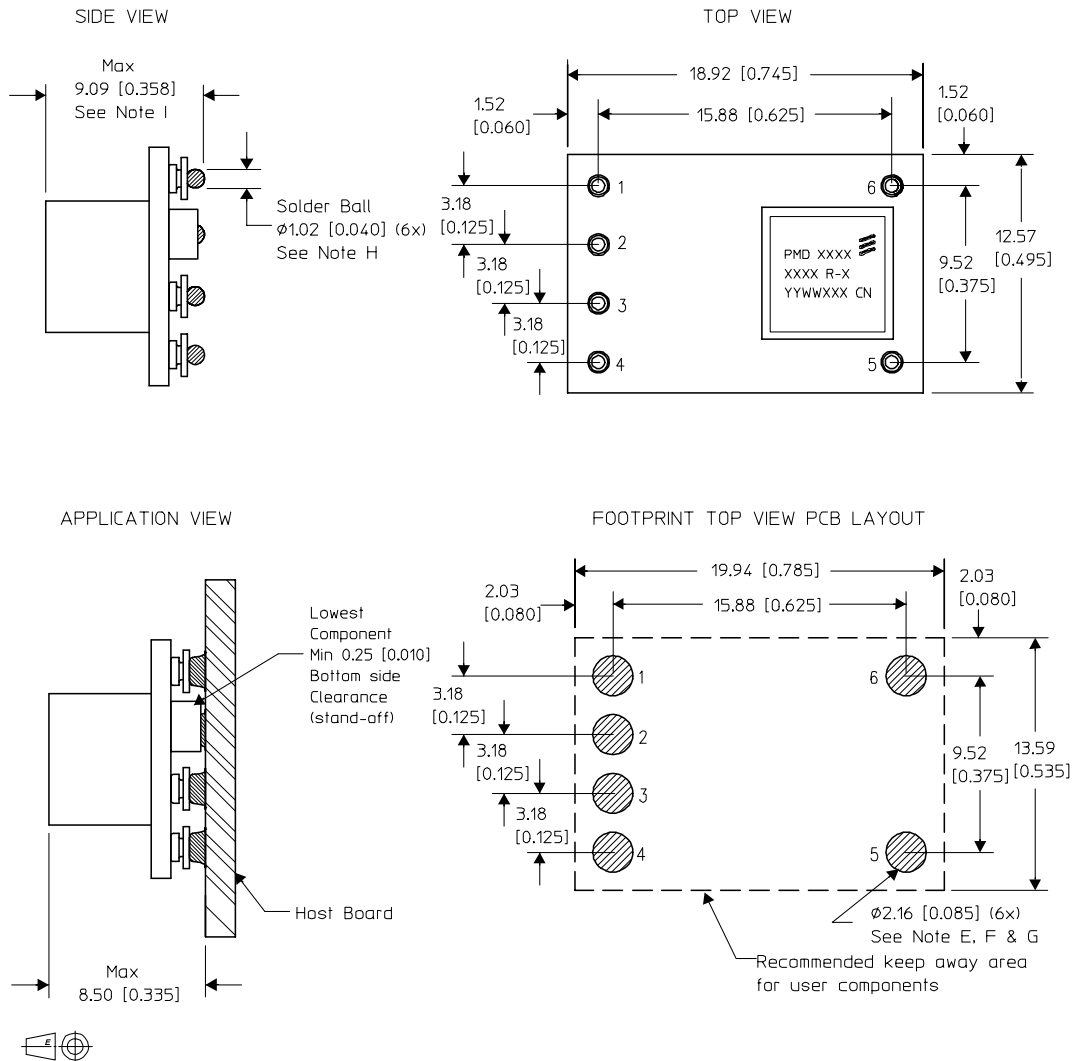 SIDE VIEW
Max
9.09 [0.358]
See Note I
Solder Ball
ø1.02 [0.040] (6x)
See Note H
TOP VIEW
18.92 [0.745]
1.52
[0.060]
15.88 [0.625]
1.52
[0.060]
3.18
[0.125]
3.18
[0.125]
3.18
[0.125]
1
2
3
4
6
5
PMD XXXX
XXXX R-X
YYWWXXX CN
9.52
[0.375]
12.57
[0.495]
APPLICATION VIEW
Lowest
Component
Min 0.25 [0.010]
Bottom side
Clearance
(stand-off)
Host Board
Max
8.50 [0.335]
E
FOOTPRINT TOP VIEW PCB LAYOUT
19.94 [0.785]
2.03
[0.080]
15.88 [0.625]
2.03
[0.080]
3.18
[0.125]
3.18
[0.125]
3.18
[0.125]
1
2
3
4
6
5
9.52
[0.375]
13.59
[0.535]
ø2.16 [0.085] (6x)
See Note E, F & G
Recommended keep away area
for user components